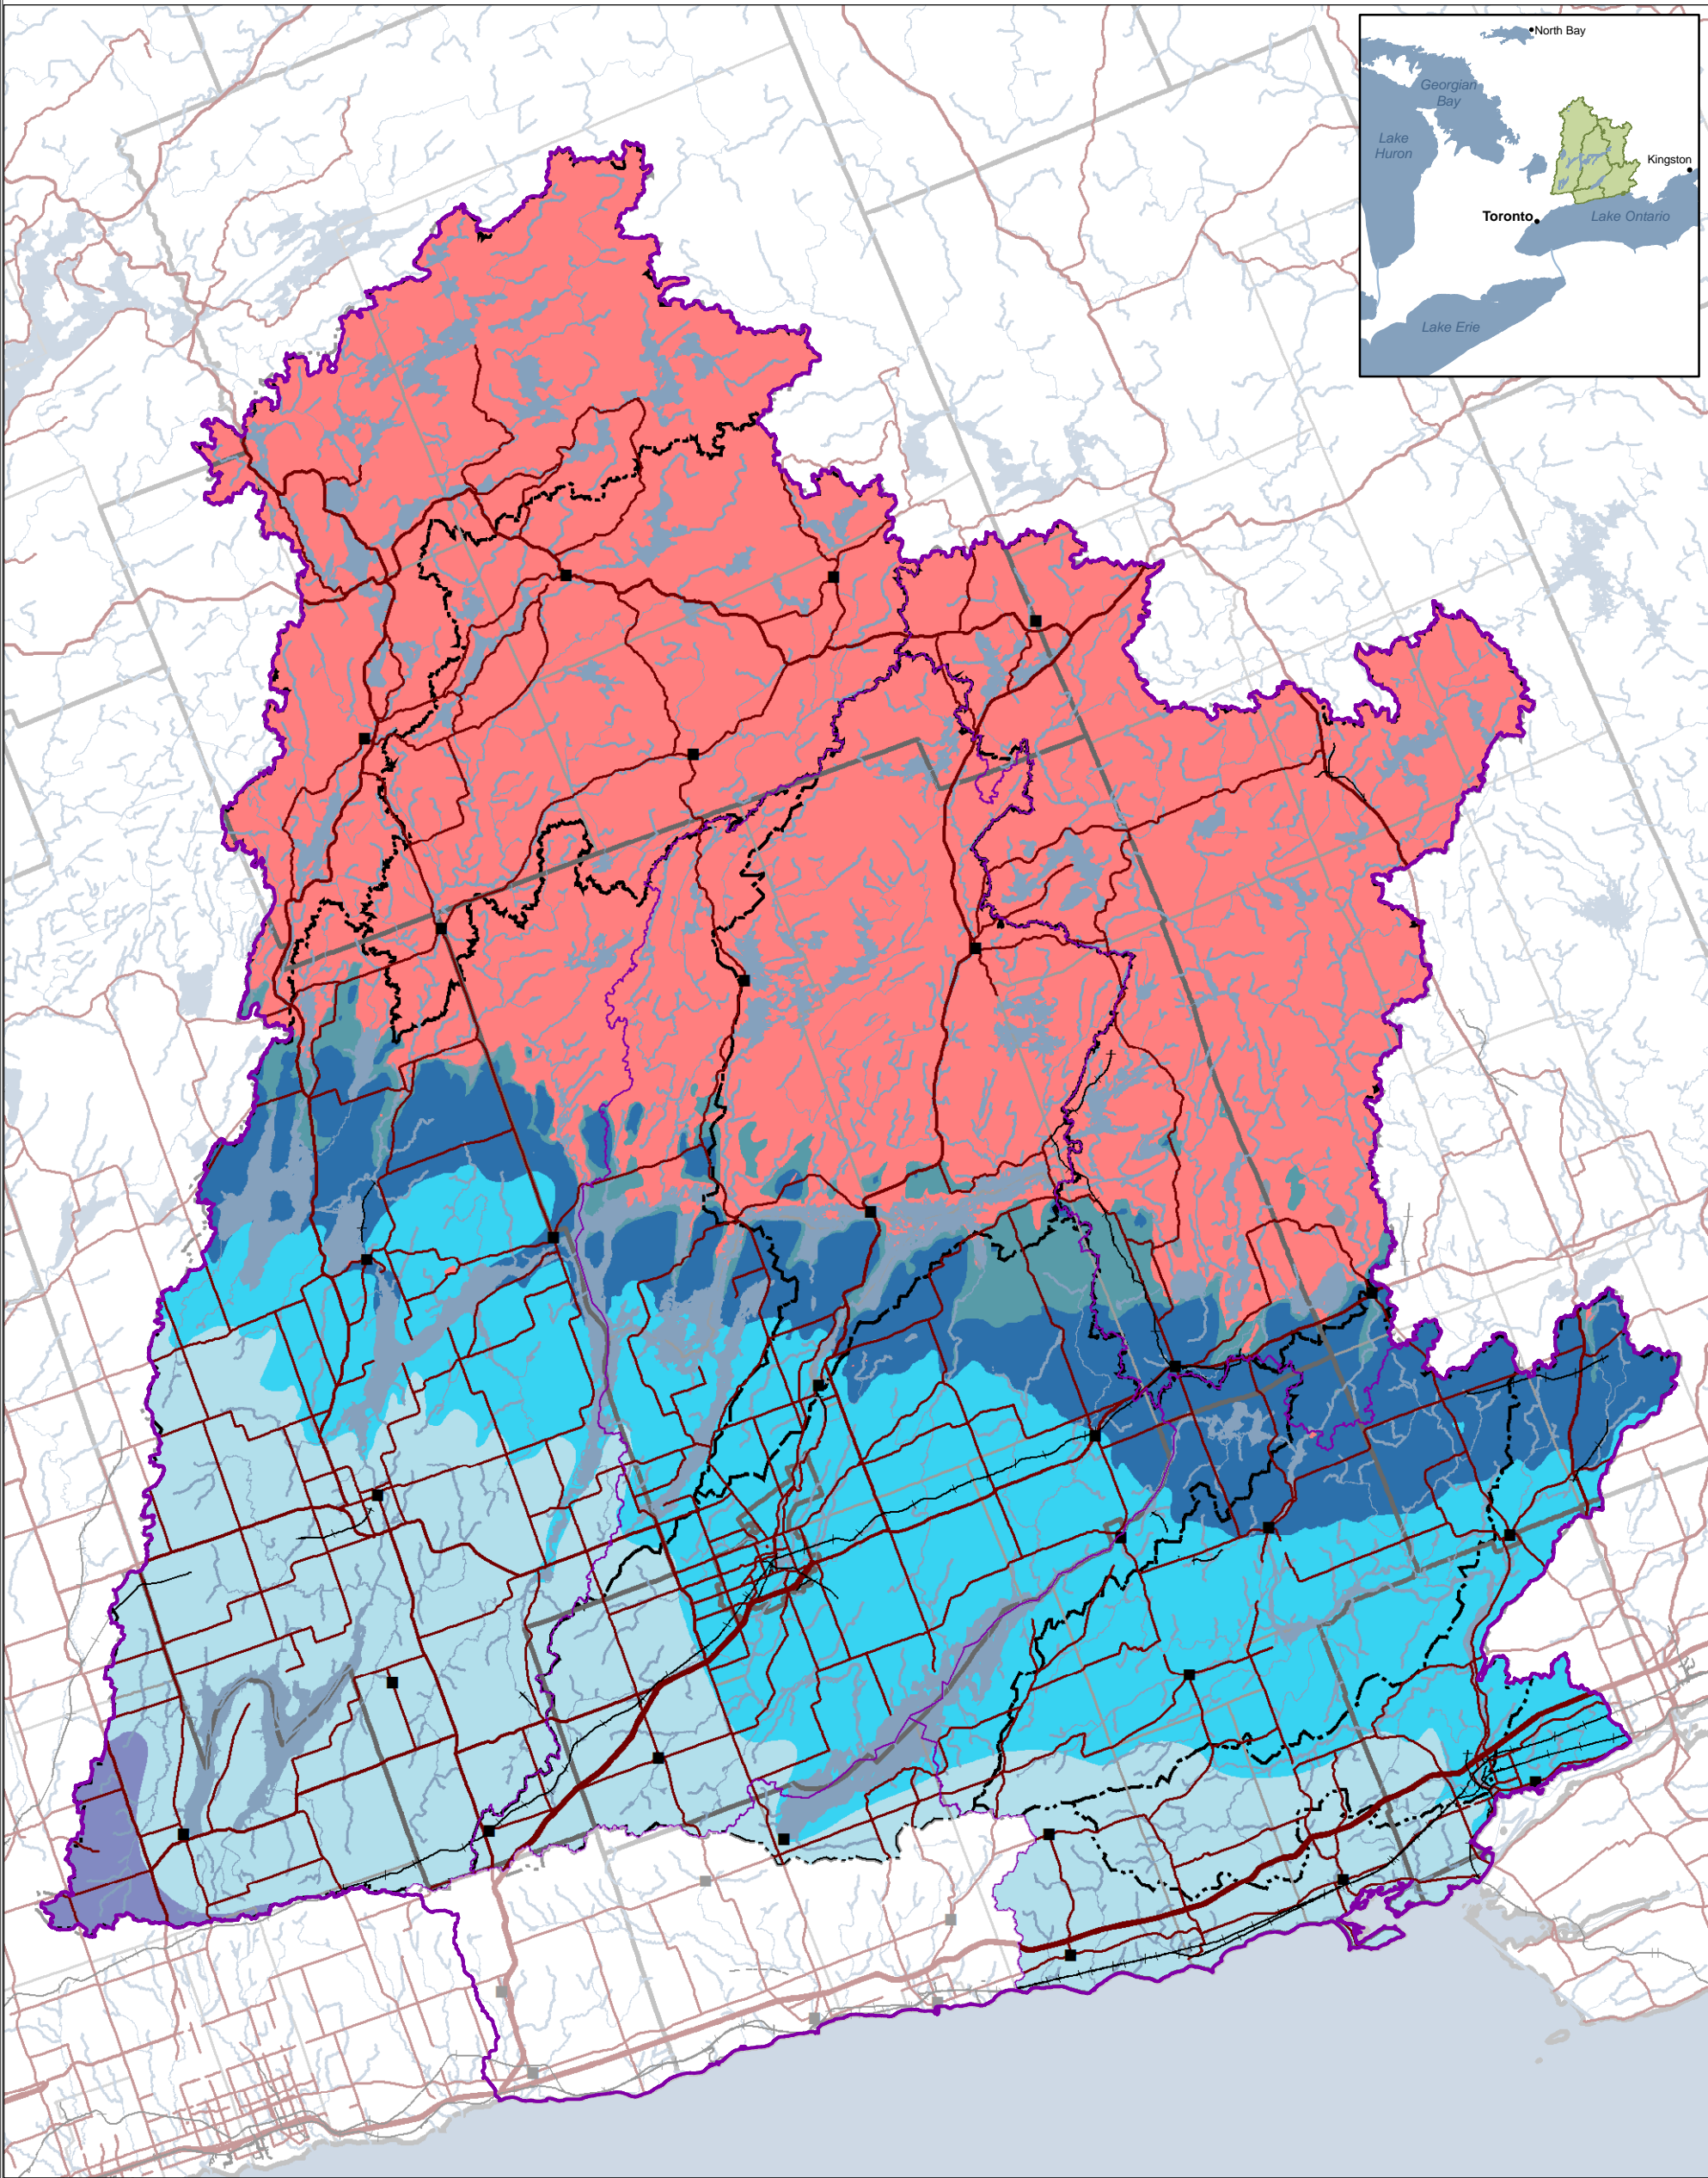 North Bay
Georgian
Bay
Lake
Huron
Kingston
Toronto
Lake Ontario
Lake Erie